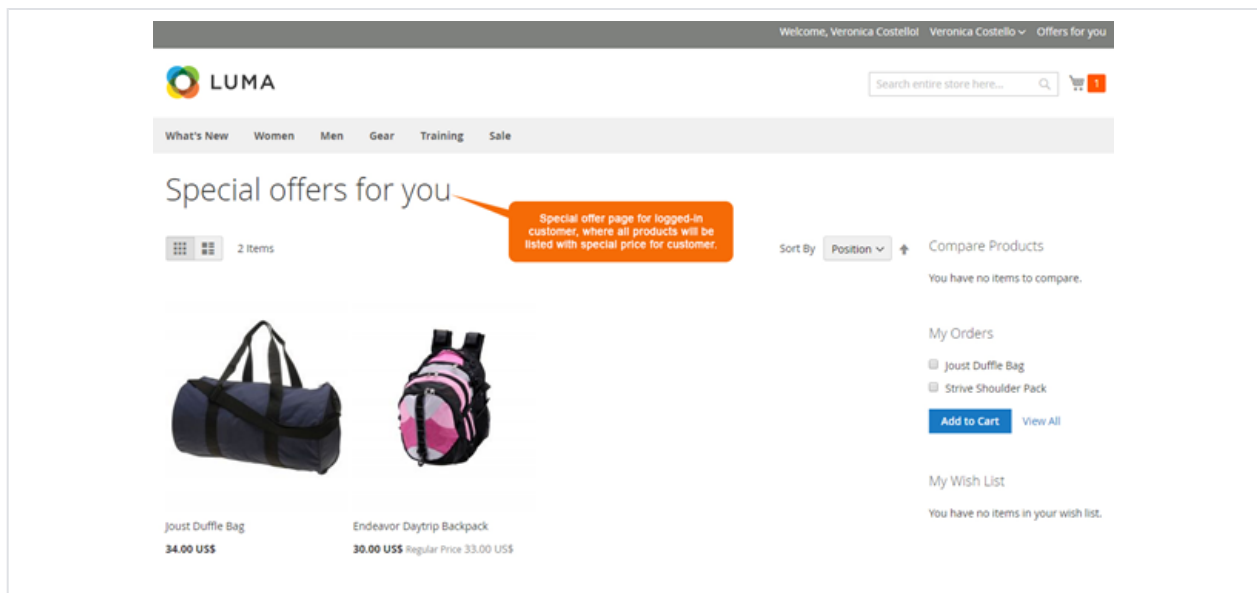 Welcome, Veronica Costello! Veronica Costello Offers for you
LUMA
Search entire store here...
1
What's New Women Men Gear Training Sale
Special offers for you
Special offer page for logged-in
customer, where all products will be
listed with special price for customer.
2 Items
Sort By Position
Compare Products
You have no items to compare.
My Orders
Joust Duffle Bag
Strive Shoulder Pack
Add to Cart View All
My Wish List
You have no items in your wish list.
Joust Duffle Bag
34.00 US$
Endeavor Daytrip Backpack
30.00 US$ Regular Price 33.00 US$